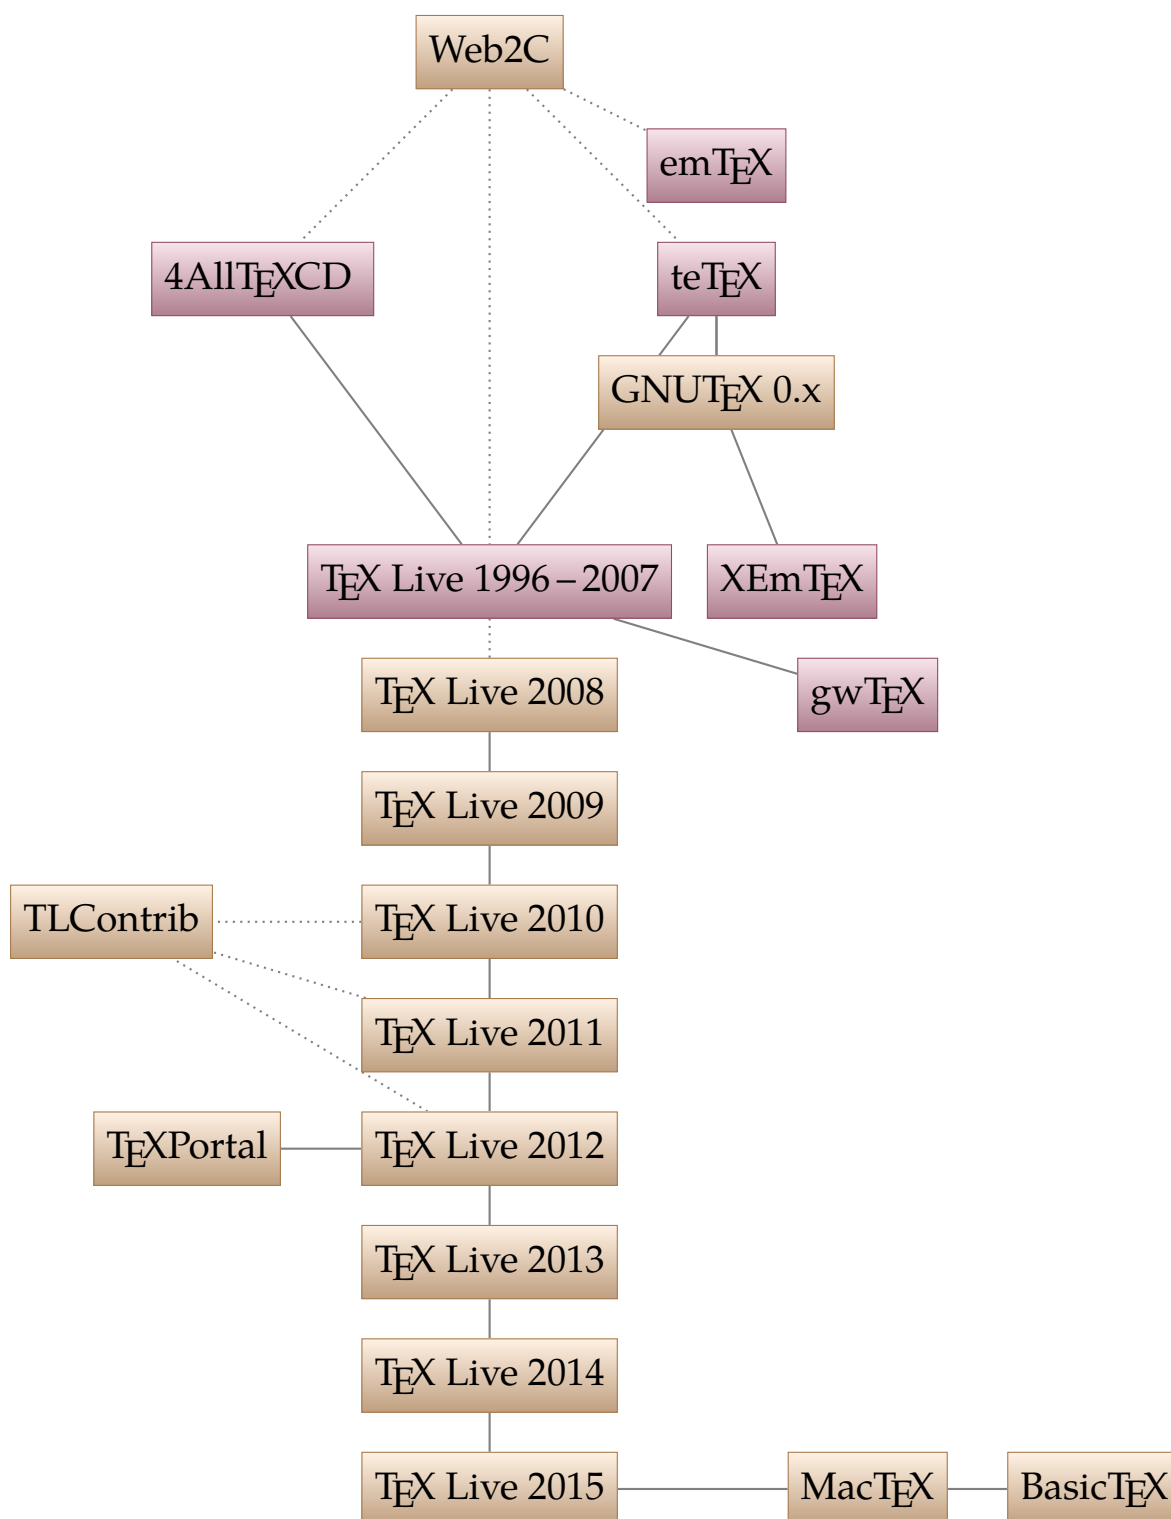 Web2C
emTEX
4AllTEXCD
teTEX
GNUTEX 0.x
TEX Live 1996 – 2007
XEmTEX
TEX Live 2008
gwTEX
TEX Live 2009
TLContrib
TEX Live 2010
TEX Live 2011
TEXPortal
TEX Live 2012
TEX Live 2013
TEX Live 2014
TEX Live 2015
MacTEX
BasicTEX